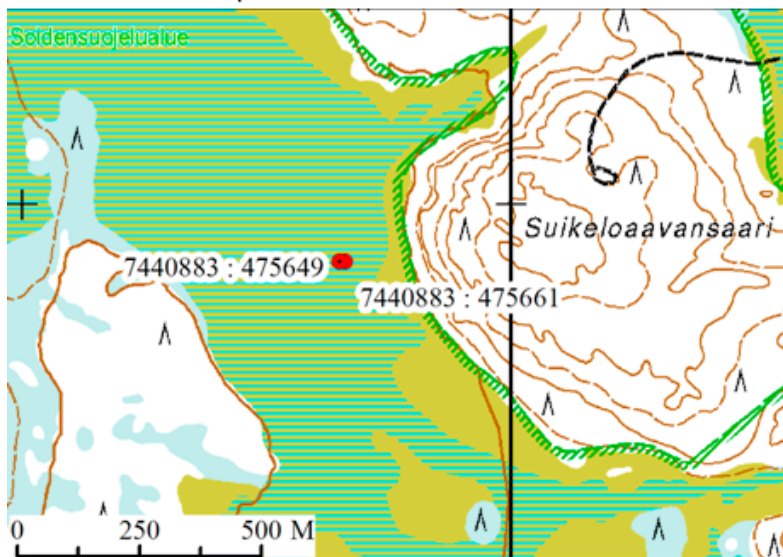 Soidensuojelualue
Suikeloaavansaari
7440883 : 475649
7440883 : 475661
0 250 500 M